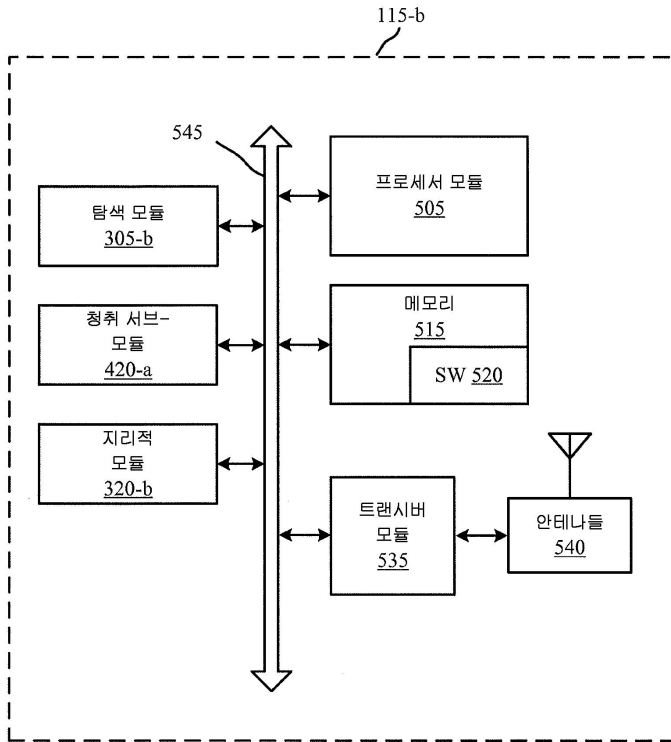 115-b
545
프로세서 모듈
505
탐색 모듈
305-b
메모리
515
SW 520
청취 서브-
모듈
420-a
지리적
모듈
320-b
트랜시버
모듈
535
안테나들
540